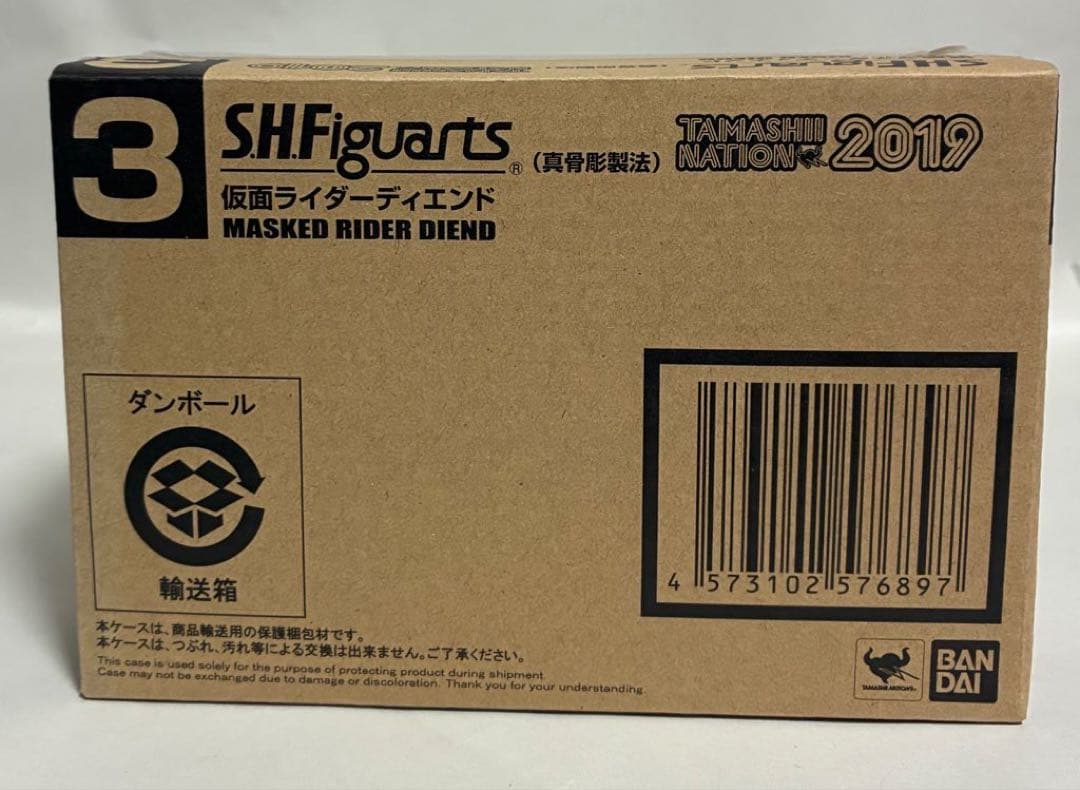 3
S.H.Figuarts® (真骨彫製法)
TAMASHII NATION 2019
仮面ライダーディエンド
MASKED RIDER DIEND
ダンボール
輸送箱
本ケースは、商品輸送用の保護梱包材です。
本ケースは、つぶれ、汚れ等による交換は出来ません。ご了承ください。
This case is used solely for the purpose of protecting product during shipment.
Case may not be exchanged due to damage or discoloration. Thank you for your understanding.
4 573102 576897
TAMASHII NATIONS
BAN
DAI